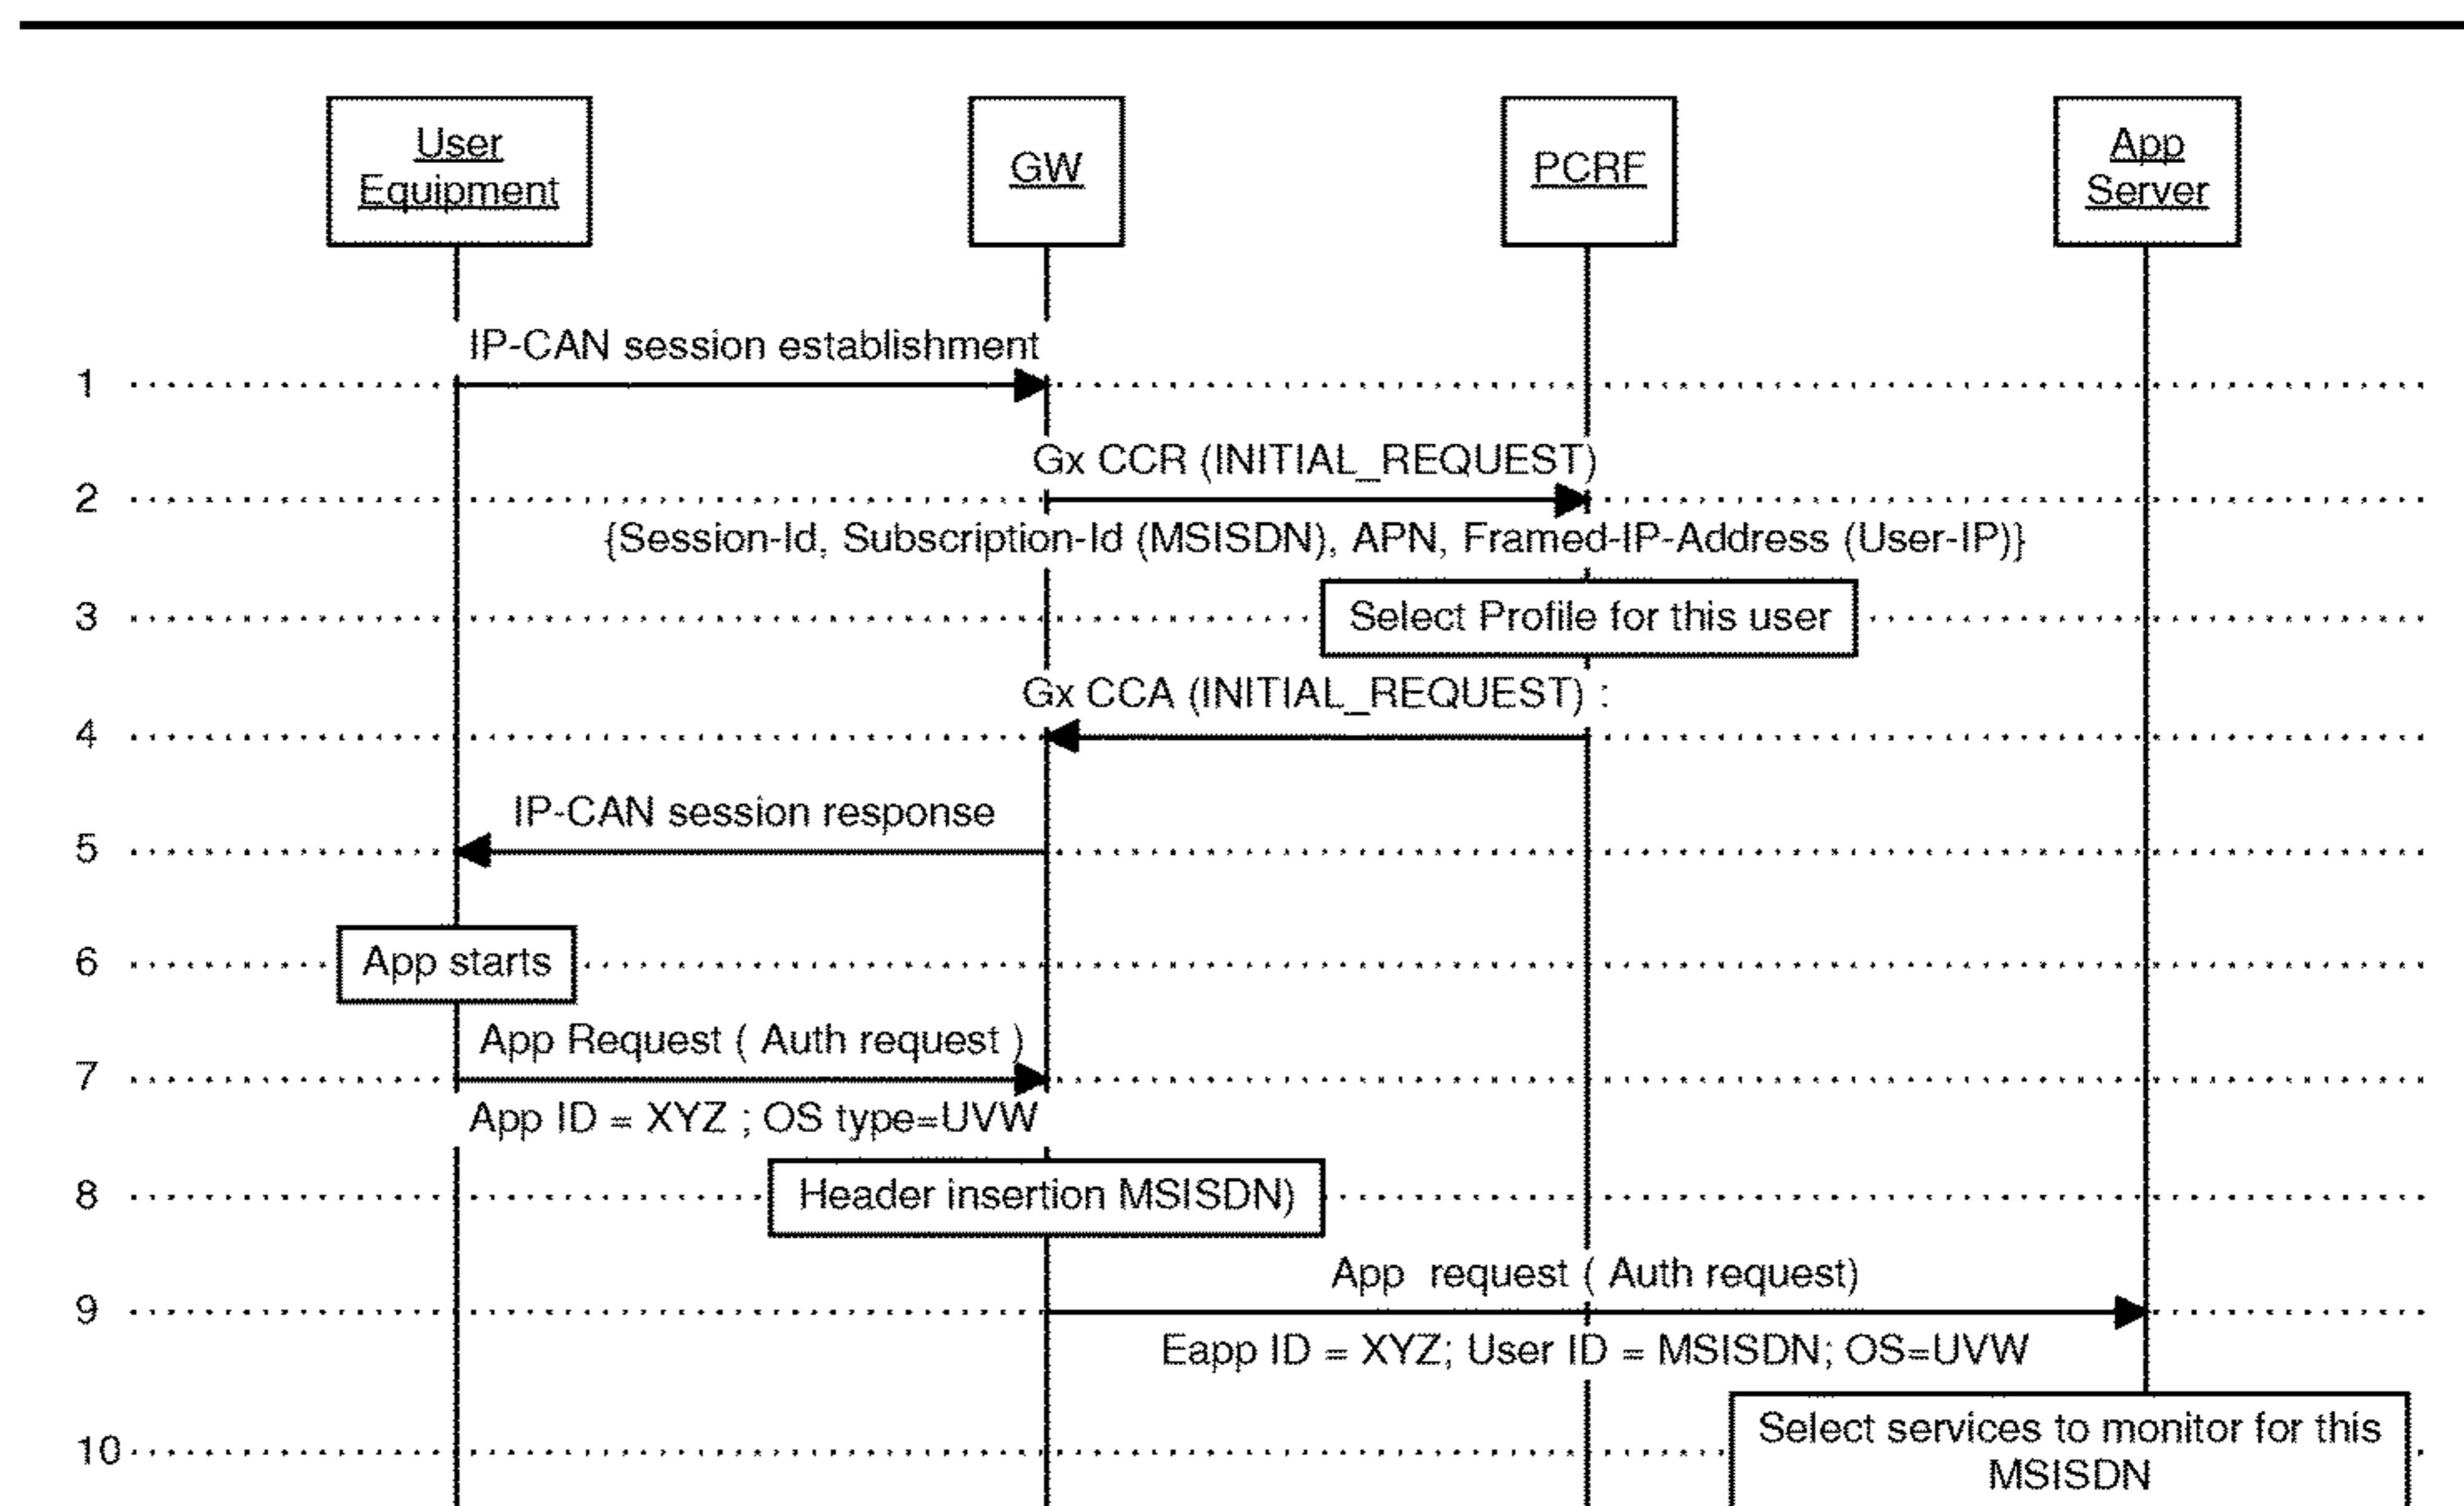 User
Equipment
GW
PCRF
App
Server
IP-CAN session establishment
1
Gx CCR (INITIAL_REQUEST)
2
{Session-Id, Subscription-Id (MSISDN), APN, Framed-IP-Address (User-IP)}
3
Select Profile for this user
Gx CCA (INITIAL_REQUEST) :
4
IP-CAN session response
5
6
App starts
App Request ( Auth request )
7
App ID = XYZ ; OS type=UVW
8
Header insertion MSISDN)
App request ( Auth request)
9
Eapp ID = XYZ; User ID = MSISDN; OS=UVW
10
Select services to monitor for this
MSISDN